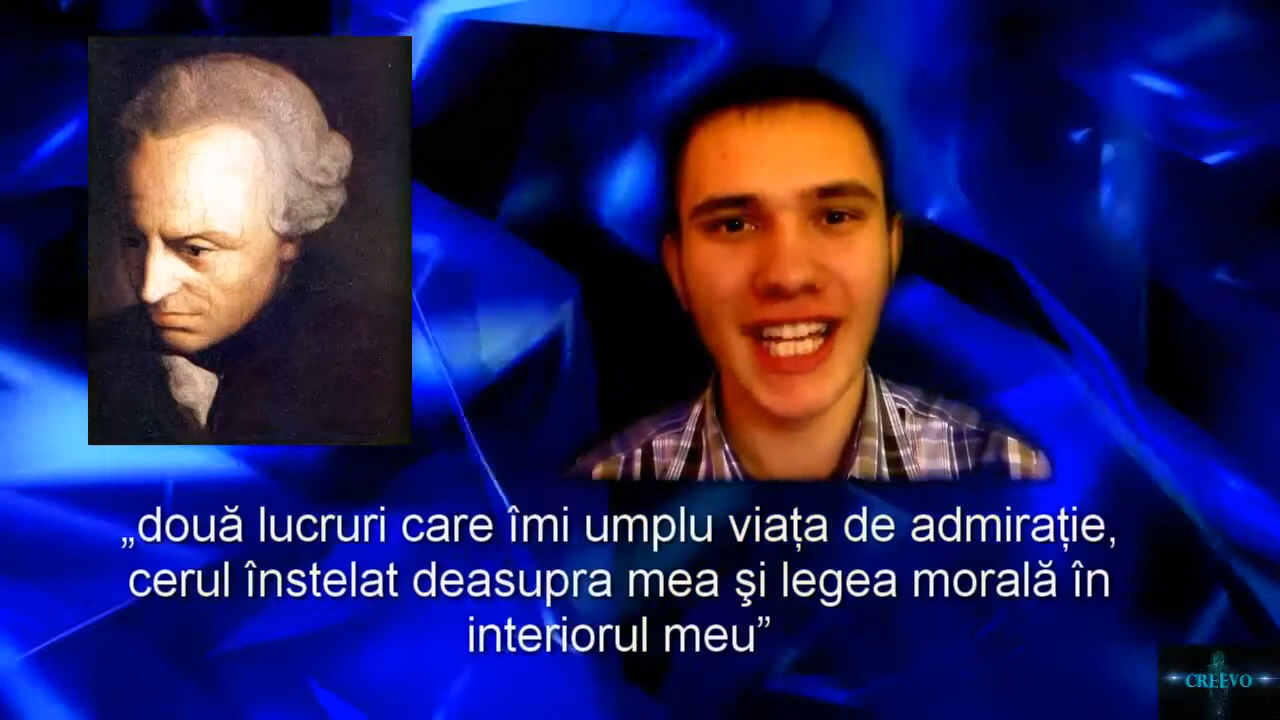 „două lucruri care îmi umplu viața de admirație,
cerul înstelat deasupra mea şi legea morală în
interiorul meu”
CREEVO